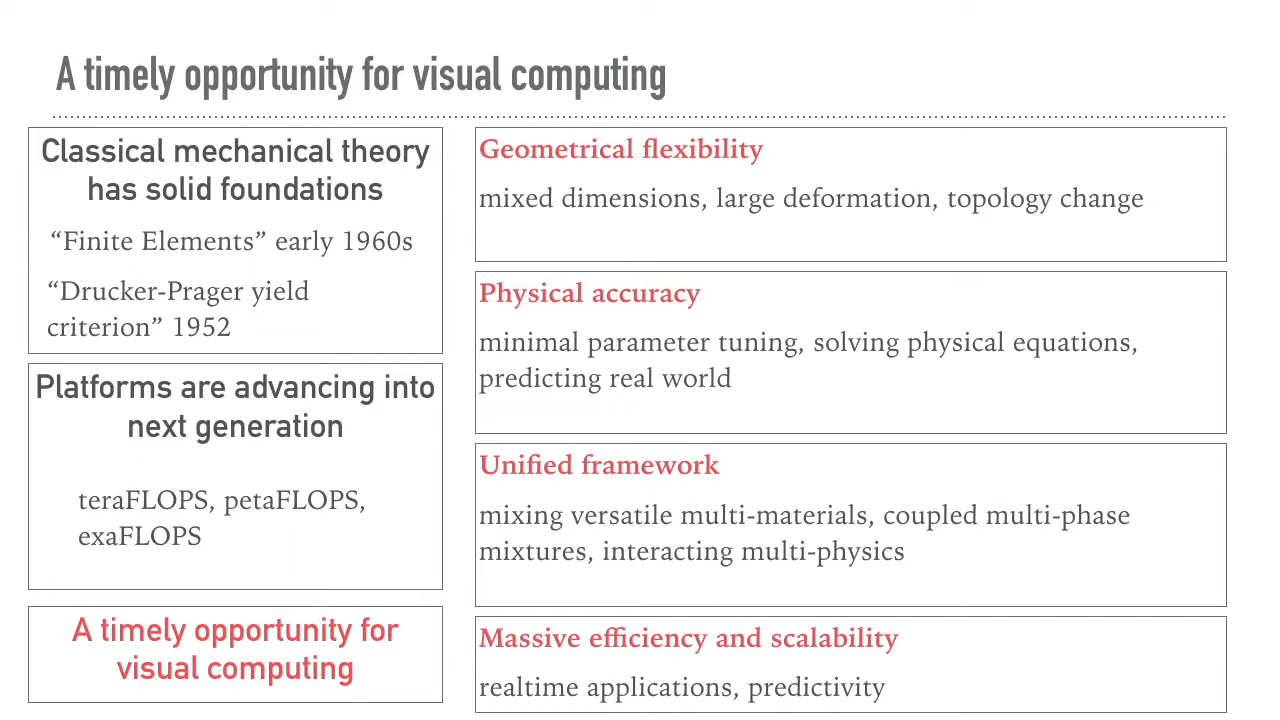 A timely opportunity for visual computing
Classical mechanical theory
has solid foundations
“Finite Elements” early 1960s
“Drucker-Prager yield
criterion” 1952
Platforms are advancing into
next generation
teraFLOPS, petaFLOPS,
exaFLOPS
A timely opportunity for
visual computing
Geometrical flexibility
mixed dimensions, large deformation, topology change
Physical accuracy
minimal parameter tuning, solving physical equations,
predicting real world
Unified framework
mixing versatile multi-materials, coupled multi-phase
mixtures, interacting multi-physics
Massive efficiency and scalability
realtime applications, predictivity